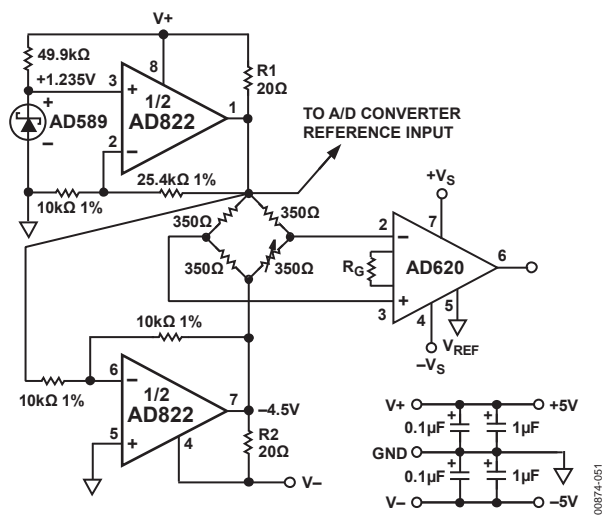 V+
49.9kΩ
+1.235V
3
8
+
1/2
AD822
1
R1
20Ω
+
AD589
–
2
–
TO A/D CONVERTER
REFERENCE INPUT
10kΩ 1%
25.4kΩ 1%
350Ω
350Ω
350Ω
350Ω
+VS
7
2
–
RG
AD620
6
+
3
4
5
–VS
VREF
10kΩ 1%
10kΩ 1%
6
–
1/2
AD822
7
–4.5V
5
+
4
R2
20Ω
V–
V+
+5V
0.1µF
+
+
1µF
GND
0.1µF
+
+
1µF
V–
–5V
00874-051